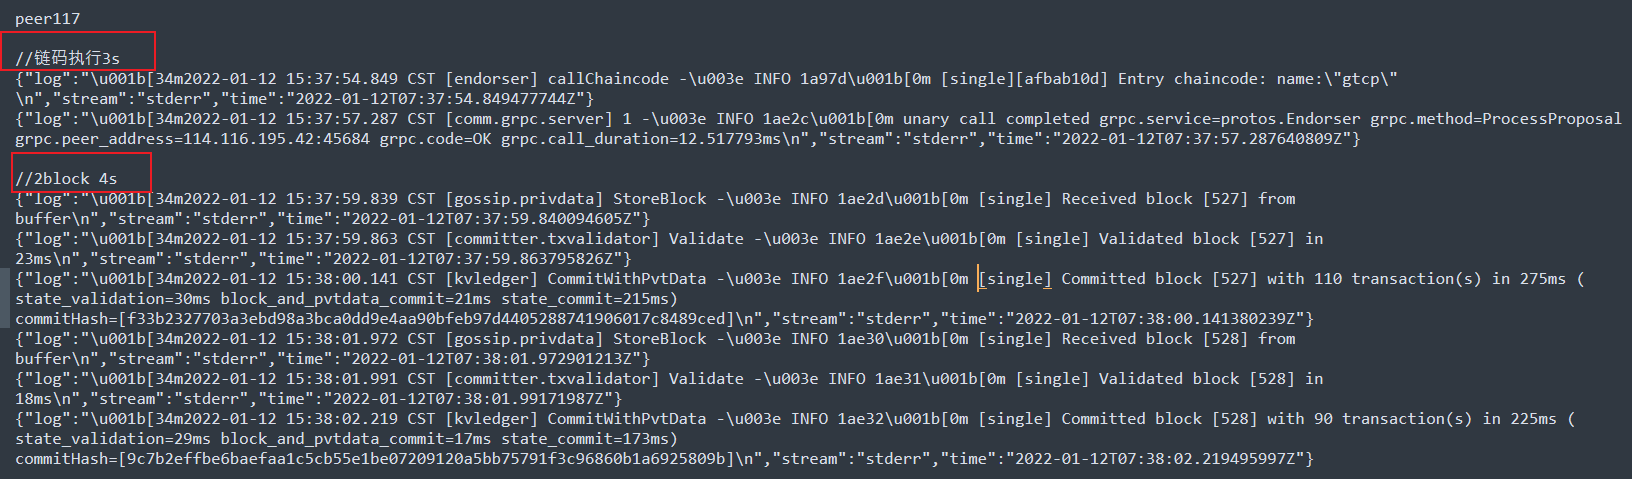 peer117
//链码执行3s
{"log":"\u001b[34m2022-01-12 15:37:54.849 CST [endorser] callChaincode -\u003e INFO 1a97d\u001b[0m [single][afbab10d] Entry chaincode: name:\"gtcp\"
\n","stream":"stderr","time":"2022-01-12T07:37:54.849477744Z"}
{"log":"\u001b[34m2022-01-12 15:37:57.287 CST [comm.grpc.server] 1 -\u003e INFO 1ae2c\u001b[0m unary call completed grpc.service=protos.Endorser grpc.method=ProcessProposal
grpc.peer_address=114.116.195.42:45684 grpc.code=OK grpc.call_duration=12.517793ms\n","stream":"stderr","time":"2022-01-12T07:37:57.287640809Z"}
//2block 4s
{"log":"\u001b[34m2022-01-12 15:37:59.839 CST [gossip.privdata] StoreBlock -\u003e INFO 1ae2d\u001b[0m [single] Received block [527] from
buffer\n","stream":"stderr","time":"2022-01-12T07:37:59.840094605Z"}
{"log":"\u001b[34m2022-01-12 15:37:59.863 CST [committer.txvalidator] Validate -\u003e INFO 1ae2e\u001b[0m [single] Validated block [527] in
23ms\n","stream":"stderr","time":"2022-01-12T07:37:59.863795826Z"}
{"log":"\u001b[34m2022-01-12 15:38:00.141 CST [kvledger] CommitWithPvtData -\u003e INFO 1ae2f\u001b[0m [single] Committed block [527] with 110 transaction(s) in 275ms (
state_validation=30ms block_and_pvtdata_commit=21ms state_commit=215ms)
commitHash=[f33b2327703a3ebd98a3bca0dd9e4aa90bfeb97d4405288741906017c8489ced]\n","stream":"stderr","time":"2022-01-12T07:38:00.141380239Z"}
{"log":"\u001b[34m2022-01-12 15:38:01.972 CST [gossip.privdata] StoreBlock -\u003e INFO 1ae30\u001b[0m [single] Received block [528] from
buffer\n","stream":"stderr","time":"2022-01-12T07:38:01.972901213Z"}
{"log":"\u001b[34m2022-01-12 15:38:01.991 CST [committer.txvalidator] Validate -\u003e INFO 1ae31\u001b[0m [single] Validated block [528] in
18ms\n","stream":"stderr","time":"2022-01-12T07:38:01.99171987Z"}
{"log":"\u001b[34m2022-01-12 15:38:02.219 CST [kvledger] CommitWithPvtData -\u003e INFO 1ae32\u001b[0m [single] Committed block [528] with 90 transaction(s) in 225ms (
state_validation=29ms block_and_pvtdata_commit=17ms state_commit=173ms)
commitHash=[9c7b2effbe6baefaa1c5cb55e1be07209120a5bb75791f3c96860b1a6925809b]\n","stream":"stderr","time":"2022-01-12T07:38:02.219495997Z"}